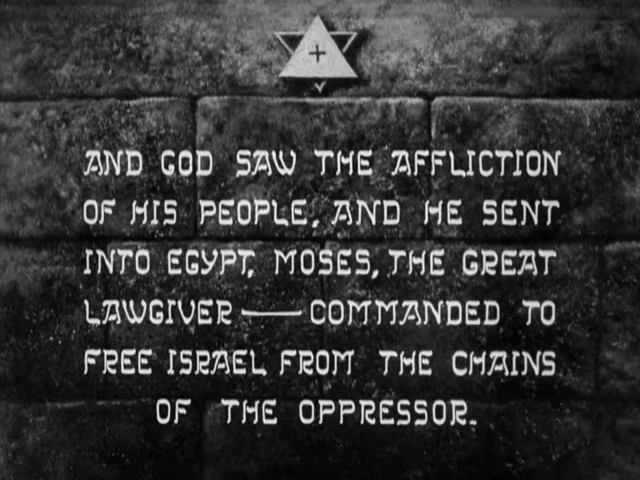 AND GOD SAW THE AFFLICTION
OF HIS PEOPLE, AND HE SENT
INTO EGYPT, MOSES, THE GREAT
LAWGIVER — COMMANDED TO
FREE ISRAEL FROM THE CHAINS
OF THE OPPRESSOR.